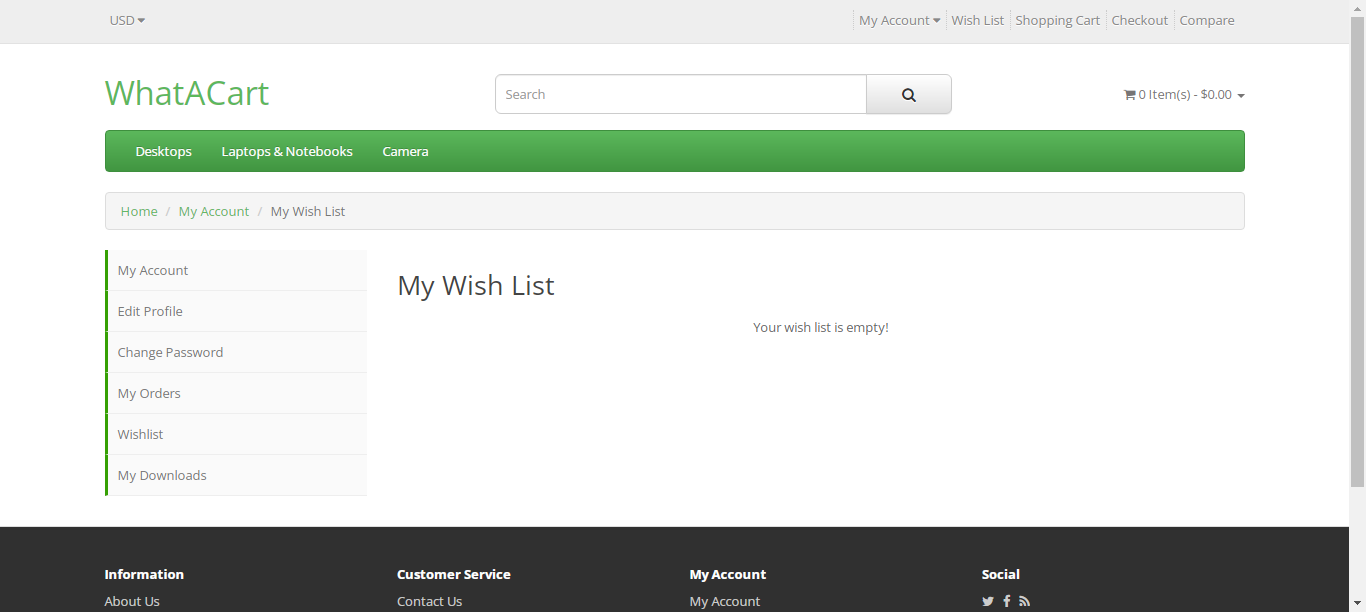 USD
My Account
Wish List
Shopping Cart
Checkout
Compare
WhatACart
Search
0 Item(s) - $0.00
Desktops
Laptops & Notebooks
Camera
Home / My Account / My Wish List
My Account
Edit Profile
Change Password
My Orders
Wishlist
My Downloads
My Wish List
Your wish list is empty!
Information
About Us
Customer Service
Contact Us
My Account
My Account
Social